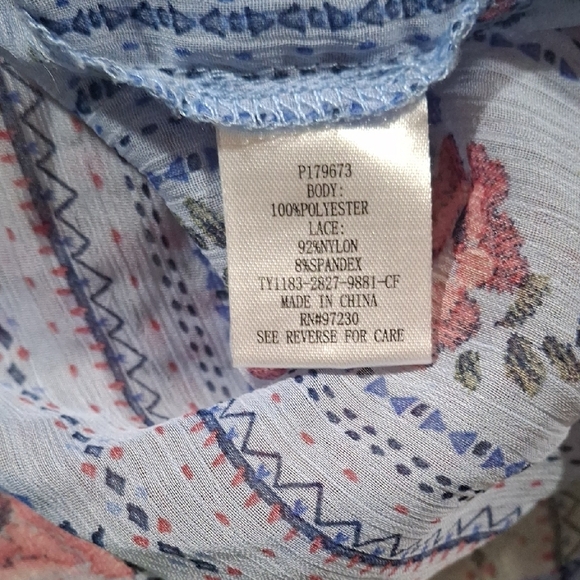 P179673
BODY:
100%POLYESTER
LACE:
92%NYLON
8%SPANDEX
TY1183-2827-9881-CF
MADE IN CHINA
RN#97230
SEE REVERSE FOR CARE